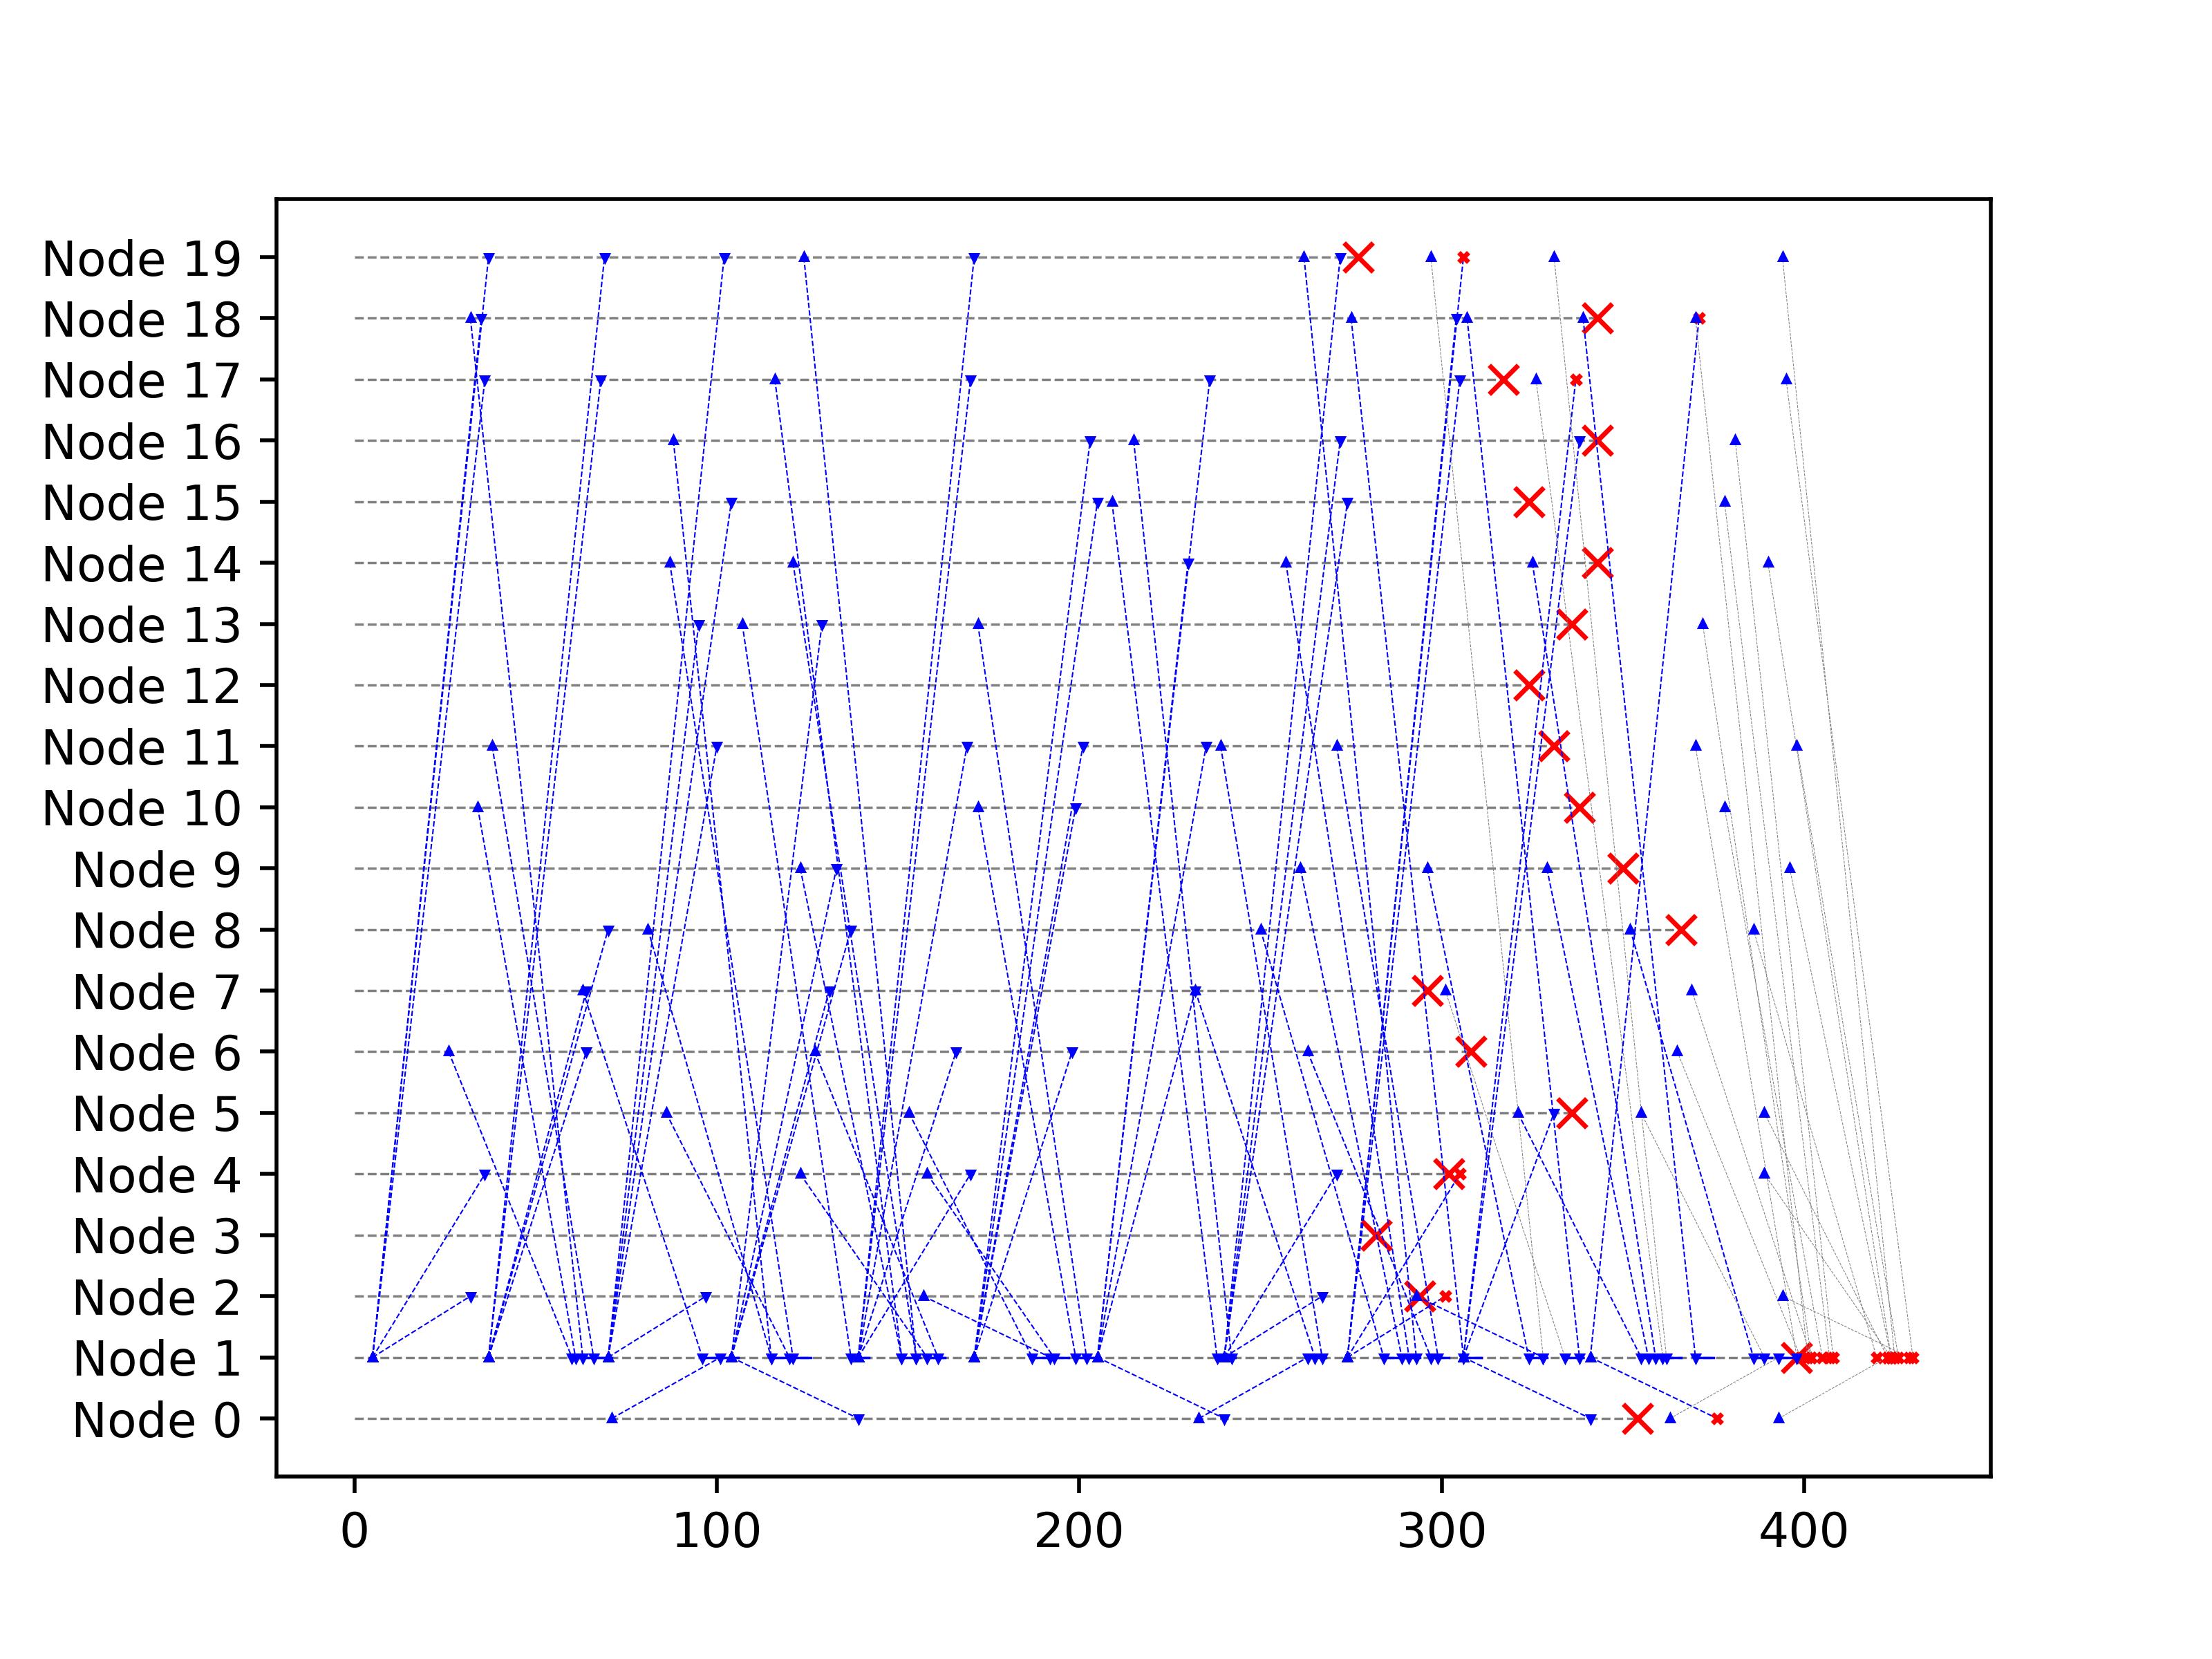 Node 19
Node 18
Node 17
Node 16
Node 15
Node 14
Node 13
Node 12
Node 11
Node 10
Node 9
Node 8
Node 7
Node 6
Node 5
Node 4
Node 3
Node 2
Node 1
Node 0
0 100 200 300 400